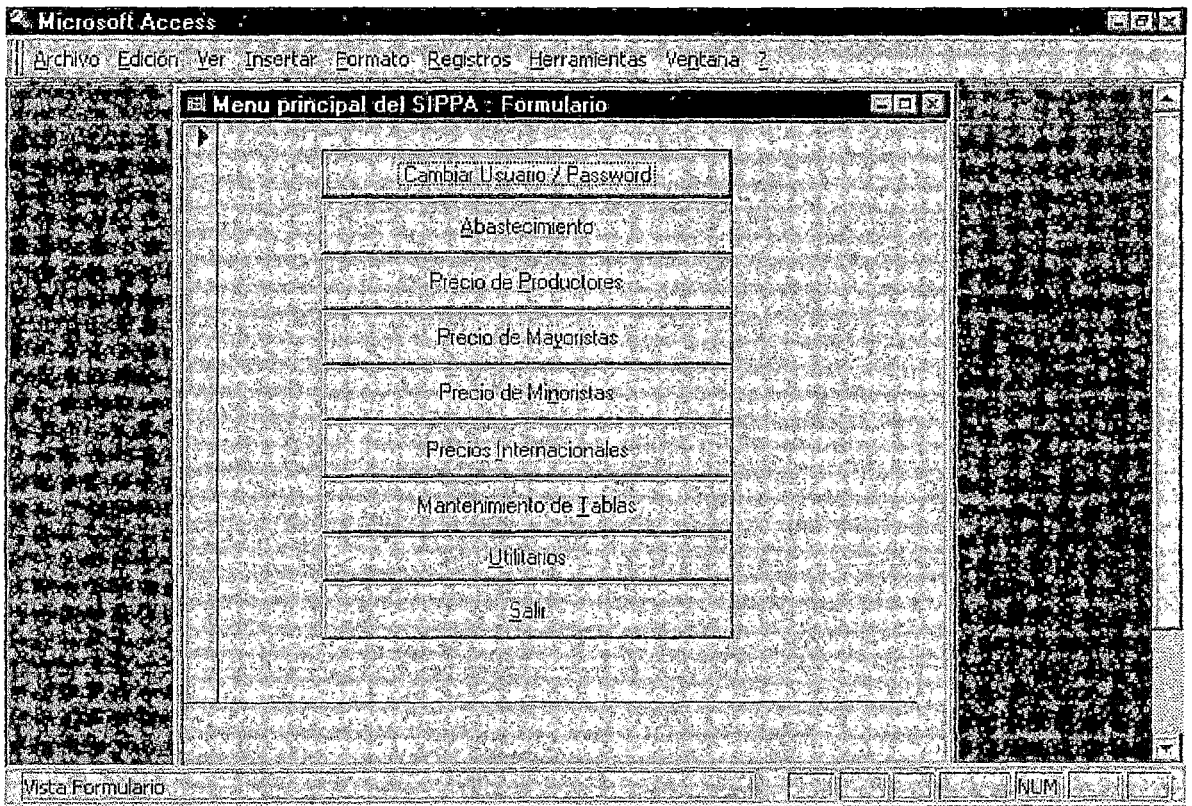 Microsoft Access
Archivo Edición Ver Insertar Formato Registros Herramientas Ventana ?
Menu principal del SIPPA : Formulario
Cambiar Usuario / Password
Abastecimiento
Precio de Productores
Precio de Mayoristas
Precio de Minoristas
Precios Internacionales
Mantenimiento de Tablas
Utilitarios
Salir
Vista Formulario
NUM